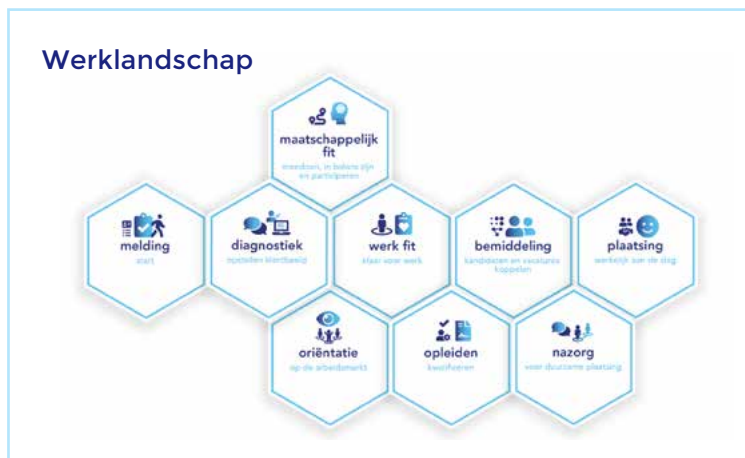 Werklandschap
maatschappelijk
fit
meedoen, in balans zijn
en participeren
melding
start
diagnostiek
opstellen klantbeeld
werk fit
klaar voor werk
bemiddeling
kandidaten en vacatures
koppelen
plaatsing
werkelijk aan de slag
oriëntatie
op de arbeidsmarkt
opleiden
kwalificeren
nazorg
voor duurzame plaatsing